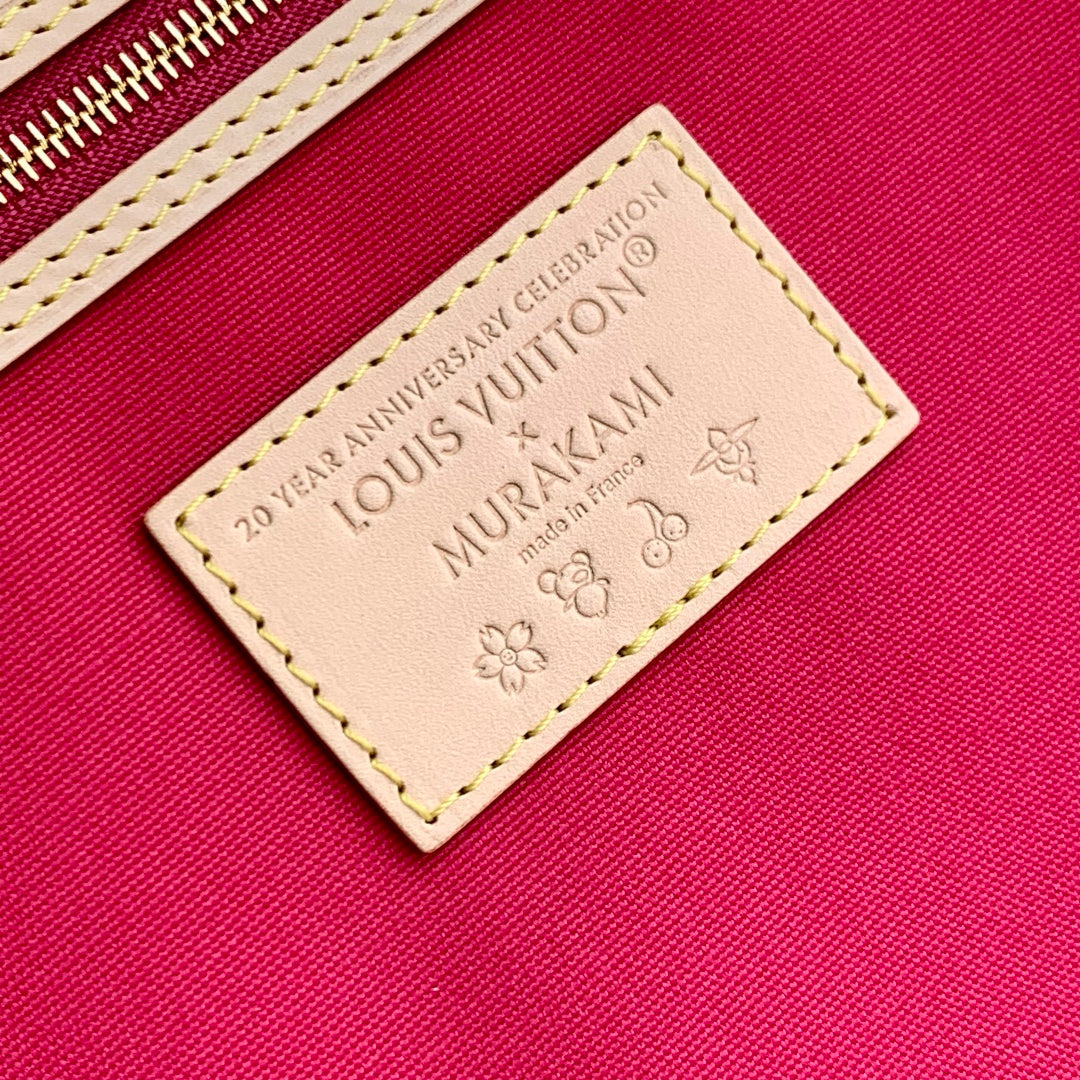 20 YEAR ANNIVERSARY CELEBRATION
LOUIS VUITTON®
×
MURAKAMI
made in France